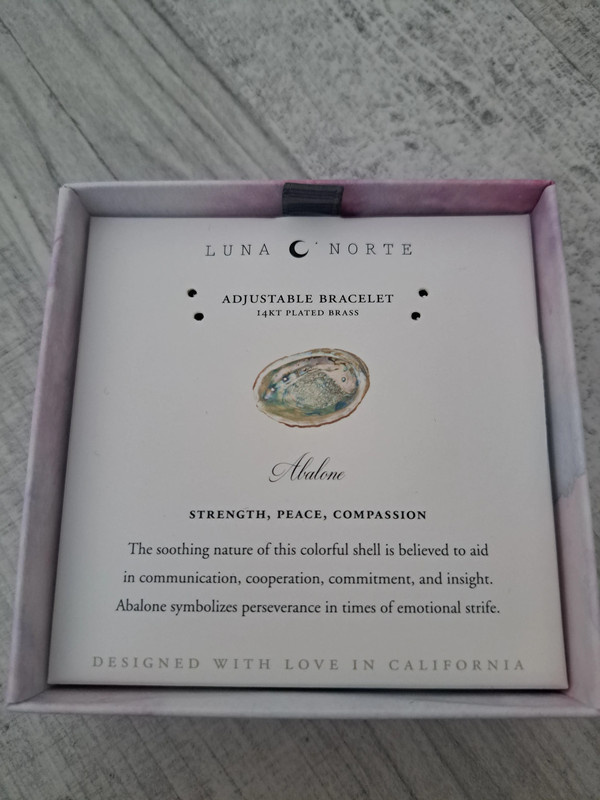 LUNA NORTE
ADJUSTABLE BRACELET
14KT PLATED BRASS
Abalone
STRENGTH, PEACE, COMPASSION
The soothing nature of this colorful shell is believed to aid
in communication, cooperation, commitment, and insight.
Abalone symbolizes perseverance in times of emotional strife.
DESIGNED WITH LOVE IN CALIFORNIA